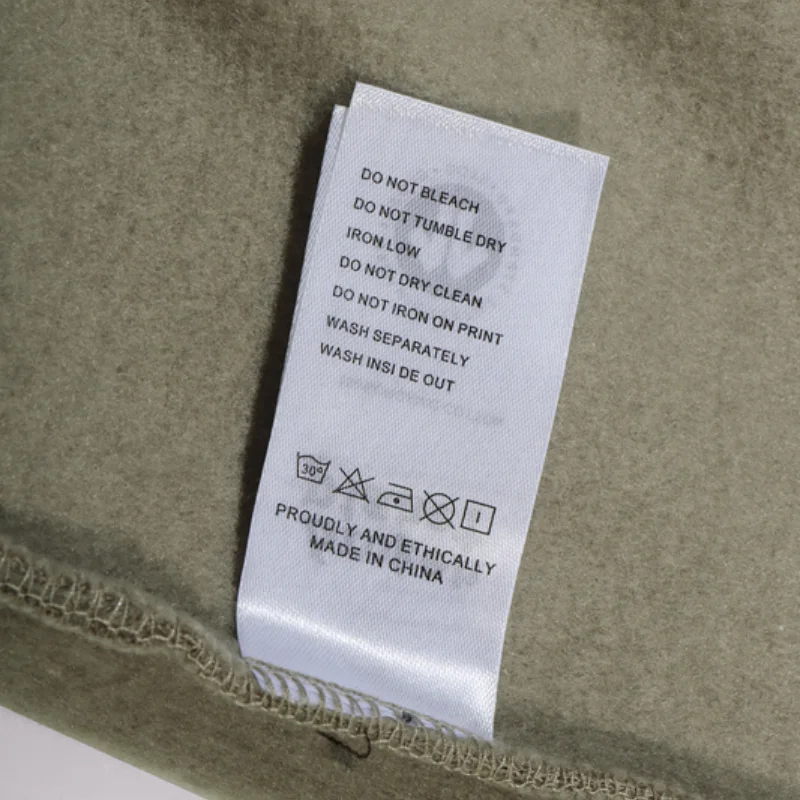 DO NOT BLEACH
DO NOT TUMBLE DRY
IRON LOW
DO NOT DRY CLEAN
DO NOT IRON ON PRINT
WASH SEPARATELY
WASH INSI DE OUT
30°
PROUDLY AND ETHICALLY
MADE IN CHINA